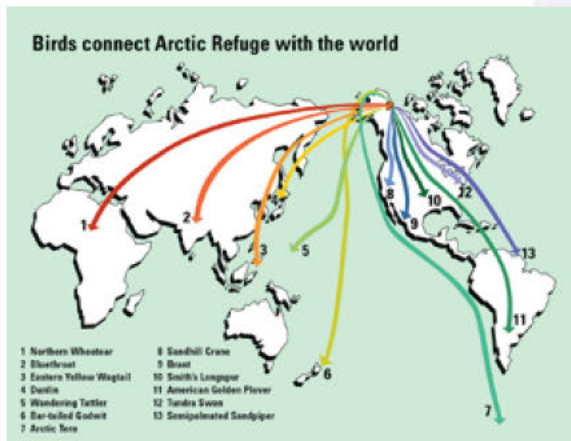 Birds connect Arctic Refuge with the world
1
2
3
4
5
6
7
8
9
10
11
12
13
1 Northern Wheatear
2 Bluethroat
3 Eastern Yellow Wagtail
4 Dunlin
5 Wandering Tattler
6 Bar-tailed Godwit
7 Arctic Tern
8 Sandhill Crane
9 Brant
10 Smith's Longspur
11 American Golden Plover
12 Tundra Swan
13 Semipalmated Sandpiper